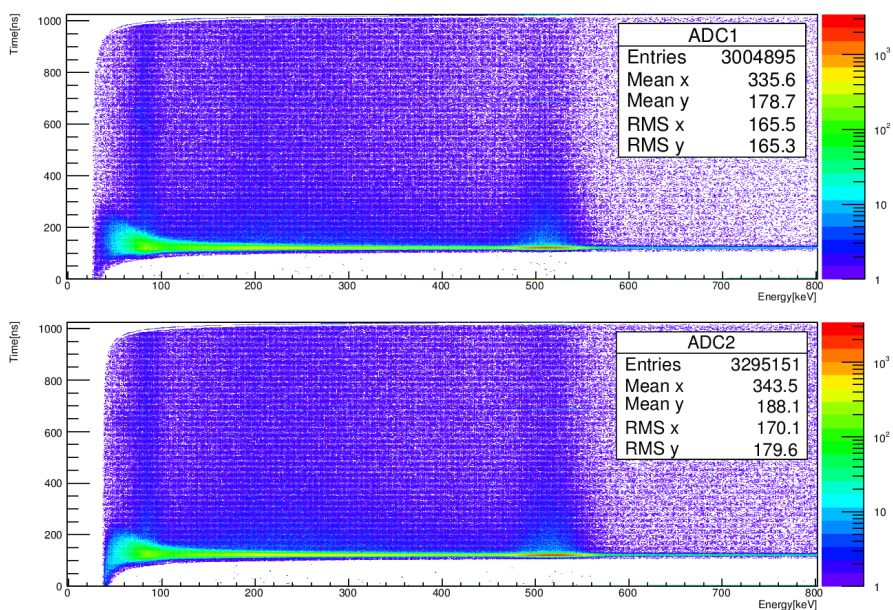 Time[ns]
1000
800
600
400
200
0
0 100 200 300 400 500 600 700 800
Energy[keV]
ADC1
Entries 3004895
Mean x 335.6
Mean y 178.7
RMS x 165.5
RMS y 165.3
10³
10²
10
1
Time[ns]
1000
800
600
400
200
0
0 100 200 300 400 500 600 700 800
Energy[keV]
ADC2
Entries 3295151
Mean x 343.5
Mean y 188.1
RMS x 170.1
RMS y 179.6
10³
10²
10
1